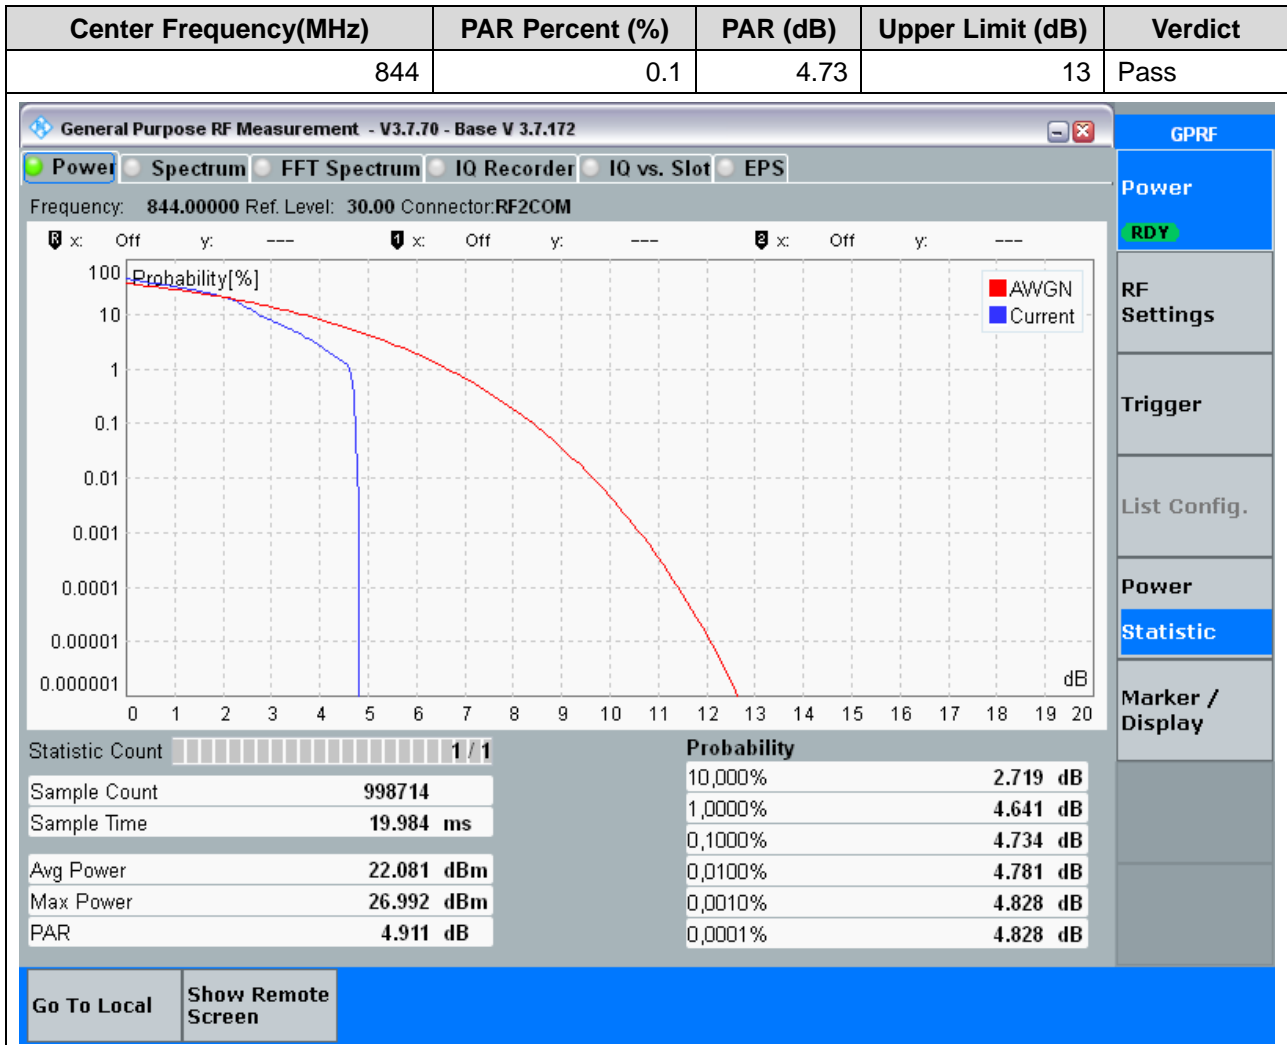 Center Frequency(MHz) PAR Percent (%) PAR (dB) Upper Limit (dB) Verdict
844 0.1 4.73 13 Pass
General Purpose RF Measurement - V3.7.70 - Base V 3.7.172
GPRF
Power Spectrum FFT Spectrum IQ Recorder IQ vs. Slot EPS
Power
RDY
Frequency: 844.00000 Ref. Level: 30.00 Connector:RF2COM
R x: Off y: --- 1 x: Off y: --- 2 x: Off y: ---
Probability[%]
AWGN
Current
100
10
1
0.1
0.01
0.001
0.0001
0.00001
0.000001
dB
0 1 2 3 4 5 6 7 8 9 10 11 12 13 14 15 16 17 18 19 20
RF
Settings
Trigger
List Config.
Power
Statistic
Marker /
Display
Statistic Count 1 / 1
Sample Count 998714
Sample Time 19.984 ms
Avg Power 22.081 dBm
Max Power 26.992 dBm
PAR 4.911 dB
Probability
10,000% 2.719 dB
1,0000% 4.641 dB
0,1000% 4.734 dB
0,0100% 4.781 dB
0,0010% 4.828 dB
0,0001% 4.828 dB
Go To Local
Show Remote
Screen